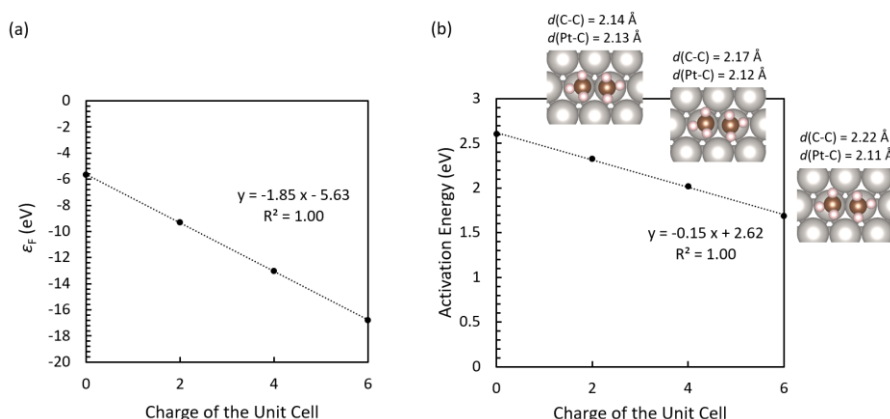 (a)
0
-2
-4
-6
-8
-10
-12
-14
-16
-18
-20
εF (eV)
y = -1.85 x - 5.63
R² = 1.00
0
2
4
6
Charge of the Unit Cell
(b)
d(C-C) = 2.14 Å
d(Pt-C) = 2.13 Å
d(C-C) = 2.17 Å
d(Pt-C) = 2.12 Å
d(C-C) = 2.22 Å
d(Pt-C) = 2.11 Å
3
2.5
2
1.5
1
0.5
0
Activation Energy (eV)
y = -0.15 x + 2.62
R² = 1.00
0
2
4
6
Charge of the Unit Cell